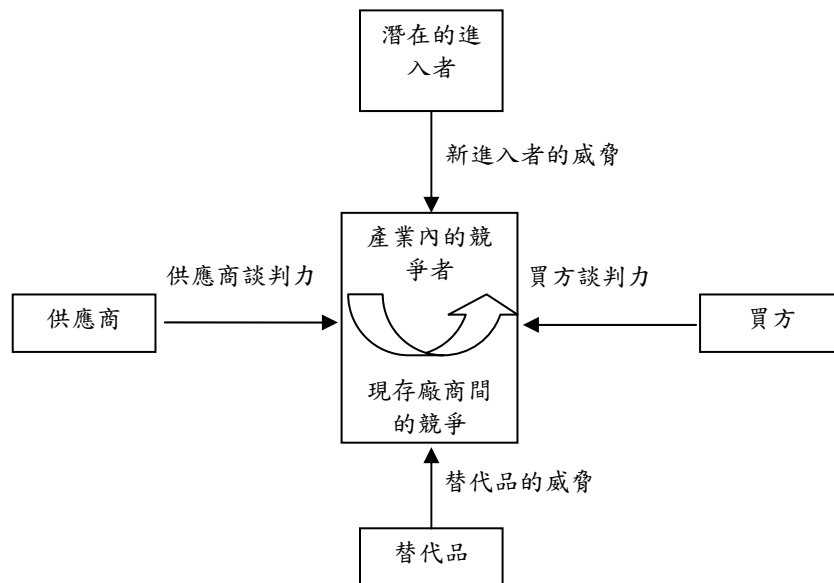 潛在的進
入者
新進入者的威脅
產業內的競
爭者
供應商談判力
買方談判力
供應商
買方
現存廠商間
的競爭
替代品的威脅
替代品